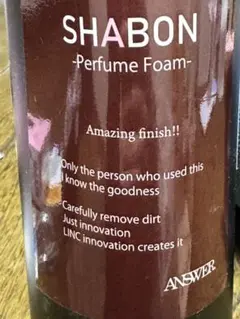 SHABON
-Perfume Foam-
Amazing finish!!
Only the person who used this
I know the goodness
Carefully remove dirt
Just innovation
LINC innovation creates it
ANSWER